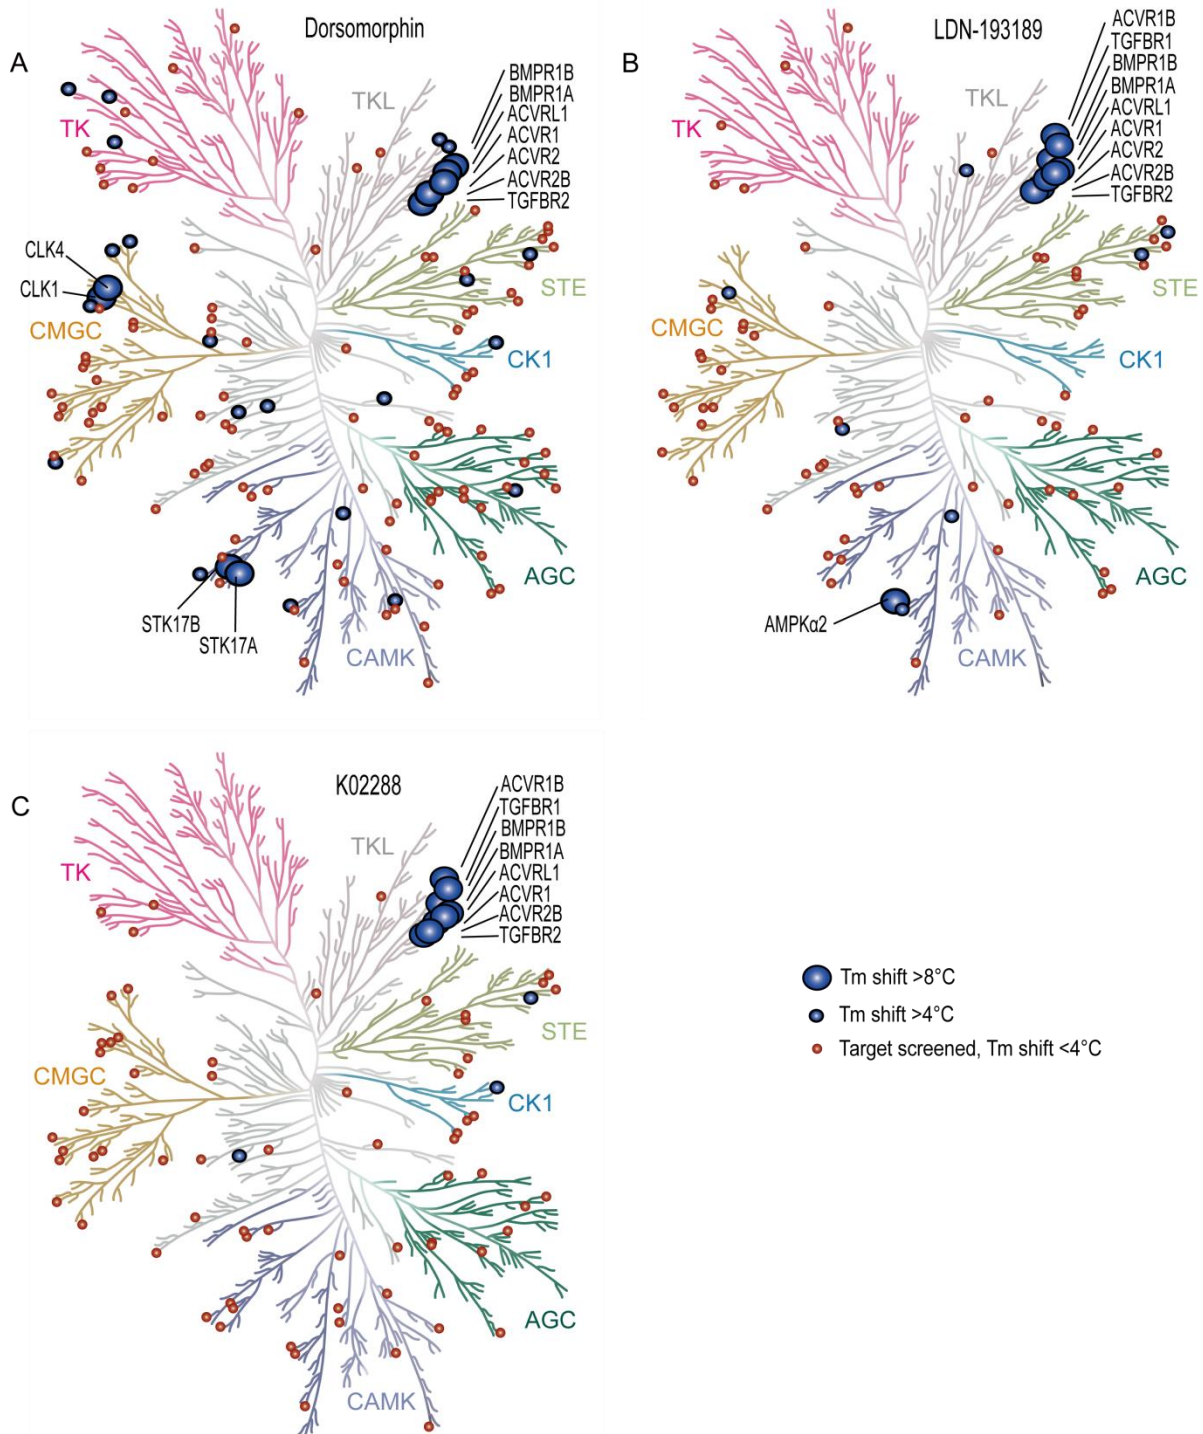 A
Dorsomorphin
TK
TKL
BMPR1B
BMPR1A
ACVRL1
ACVR1
ACVR2
ACVR2B
TGFBR2
CLK4
CLK1
CMGC
STE
CK1
AGC
STK17B
STK17A
CAMK
B
LDN-193189
TK
TKL
ACVR1B
TGFBR1
BMPR1B
BMPR1A
ACVRL1
ACVR1
ACVR2
ACVR2B
TGFBR2
STE
CMGC
CK1
AGC
AMPKα2
CAMK
C
K02288
TK
TKL
ACVR1B
TGFBR1
BMPR1B
BMPR1A
ACVRL1
ACVR1
ACVR2B
TGFBR2
STE
CMGC
CK1
AGC
CAMK
Tm shift >8°C
Tm shift >4°C
Target screened, Tm shift <4°C